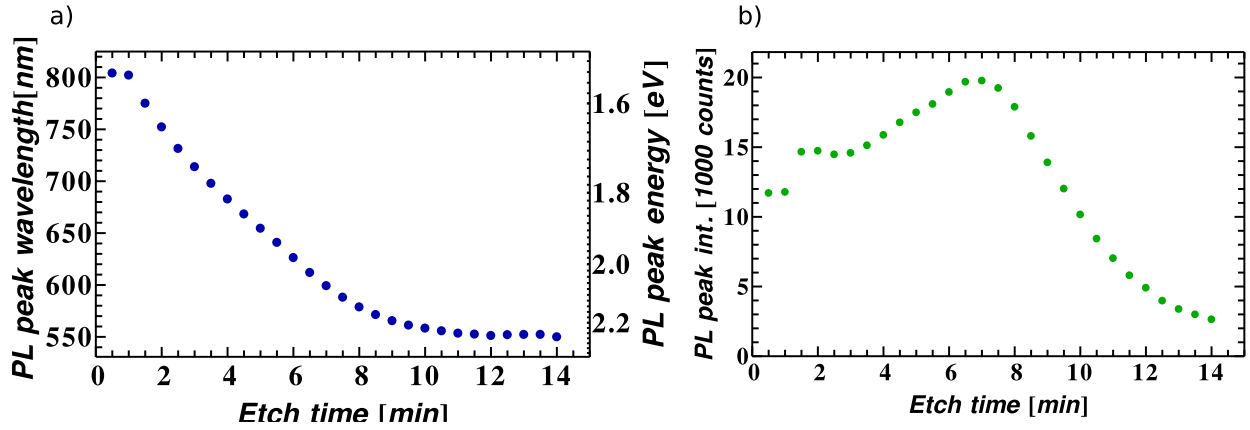 a)
PL peak wavelength[nm]
800
750
700
650
600
550
0 2 4 6 8 10 12 14
Etch time [min]
1.6
1.8
2.0
2.2
PL peak energy [eV]
b)
PL peak int. [1000 counts]
20
15
10
5
0
0 2 4 6 8 10 12 14
Etch time [min]